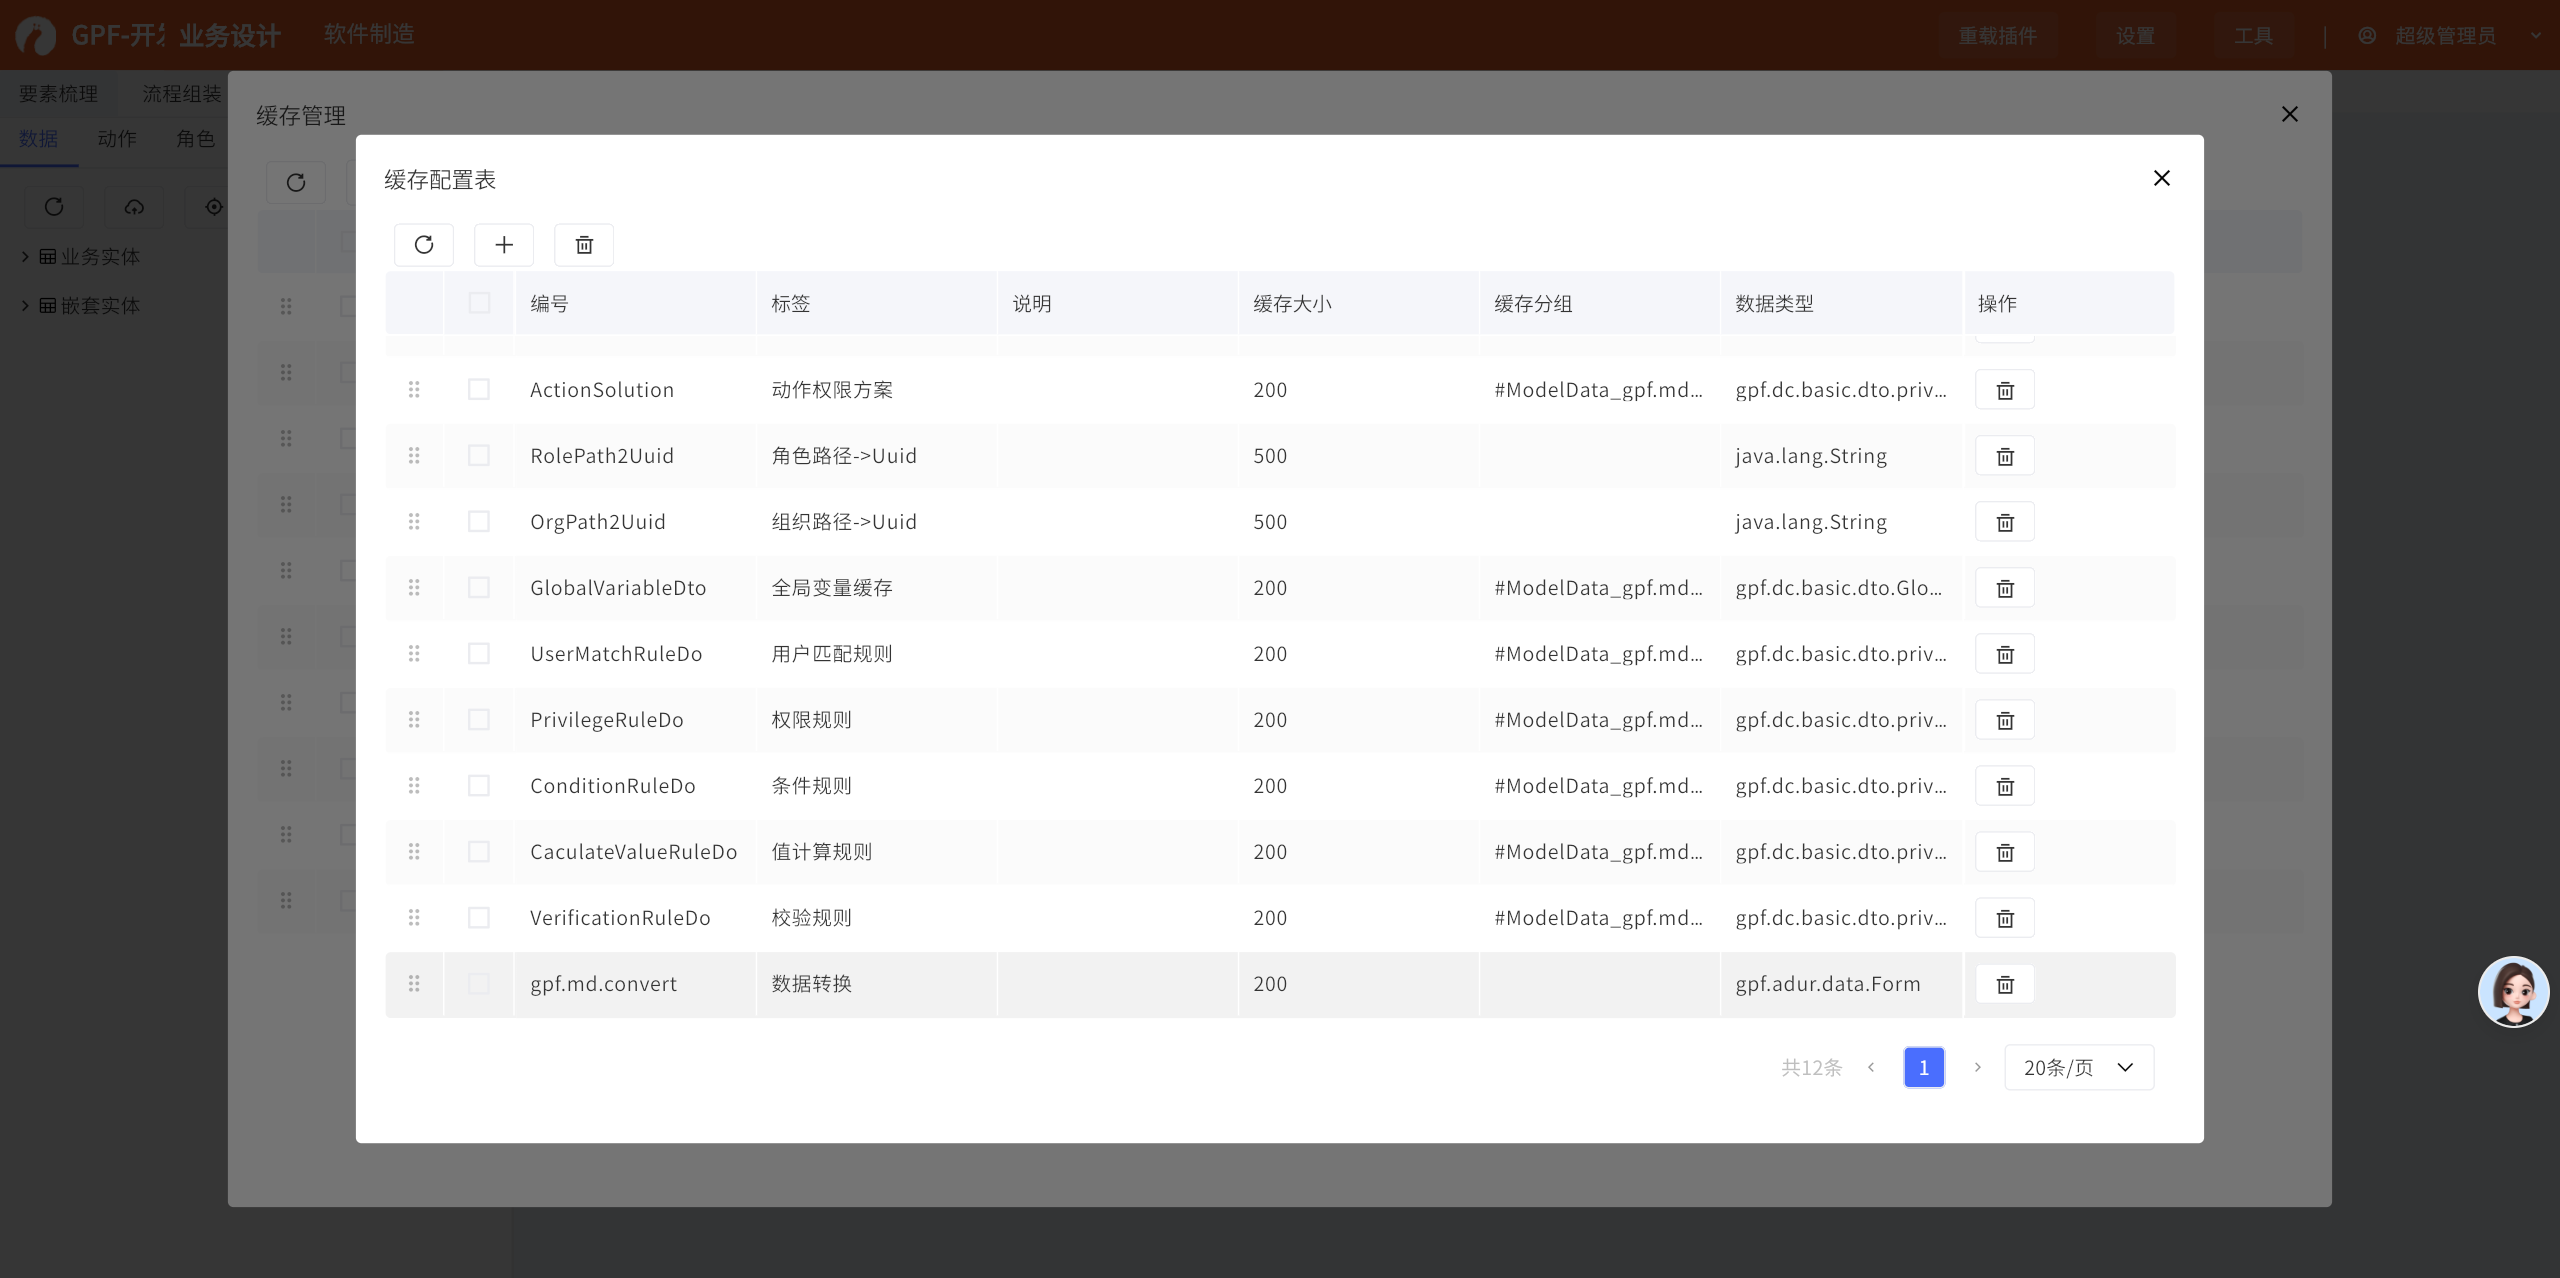 GPF-开发 业务设计 软件制造 重载插件 设置 工具 | 超级管理员
要素梳理 流程组装
缓存管理
数据 动作 角色
缓存配置表
业务实体
嵌套实体
编号 标签 说明 缓存大小 缓存分组 数据类型 操作
ActionSolution 动作权限方案 200 #ModelData_gpf.md... gpf.dc.basic.dto.priv...
RolePath2Uuid 角色路径->Uuid 500 java.lang.String
OrgPath2Uuid 组织路径->Uuid 500 java.lang.String
GlobalVariableDto 全局变量缓存 200 #ModelData_gpf.md... gpf.dc.basic.dto.Glo...
UserMatchRuleDo 用户匹配规则 200 #ModelData_gpf.md... gpf.dc.basic.dto.priv...
PrivilegeRuleDo 权限规则 200 #ModelData_gpf.md... gpf.dc.basic.dto.priv...
ConditionRuleDo 条件规则 200 #ModelData_gpf.md... gpf.dc.basic.dto.priv...
CaculateValueRuleDo 值计算规则 200 #ModelData_gpf.md... gpf.dc.basic.dto.priv...
VerificationRuleDo 校验规则 200 #ModelData_gpf.md... gpf.dc.basic.dto.priv...
gpf.md.convert 数据转换 200 gpf.adur.data.Form
共12条 1 20条/页